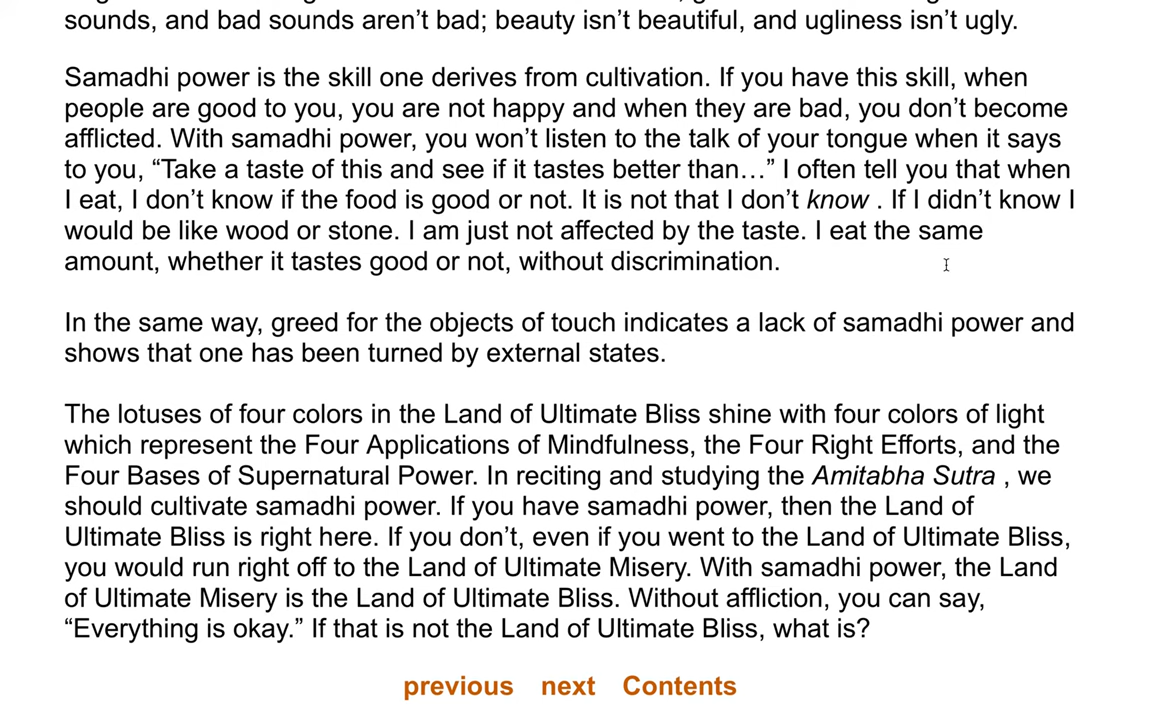 sounds, and bad sounds aren’t bad; beauty isn’t beautiful, and ugliness isn’t ugly.
Samadhi power is the skill one derives from cultivation. If you have this skill, when
people are good to you, you are not happy and when they are bad, you don’t become
afflicted. With samadhi power, you won’t listen to the talk of your tongue when it says
to you, “Take a taste of this and see if it tastes better than…” I often tell you that when
I eat, I don’t know if the food is good or not. It is not that I don’t know . If I didn’t know I
would be like wood or stone. I am just not affected by the taste. I eat the same
amount, whether it tastes good or not, without discrimination.
In the same way, greed for the objects of touch indicates a lack of samadhi power and
shows that one has been turned by external states.
The lotuses of four colors in the Land of Ultimate Bliss shine with four colors of light
which represent the Four Applications of Mindfulness, the Four Right Efforts, and the
Four Bases of Supernatural Power. In reciting and studying the Amitabha Sutra , we
should cultivate samadhi power. If you have samadhi power, then the Land of
Ultimate Bliss is right here. If you don’t, even if you went to the Land of Ultimate Bliss,
you would run right off to the Land of Ultimate Misery. With samadhi power, the Land
of Ultimate Misery is the Land of Ultimate Bliss. Without affliction, you can say,
“Everything is okay.” If that is not the Land of Ultimate Bliss, what is?
previous next Contents